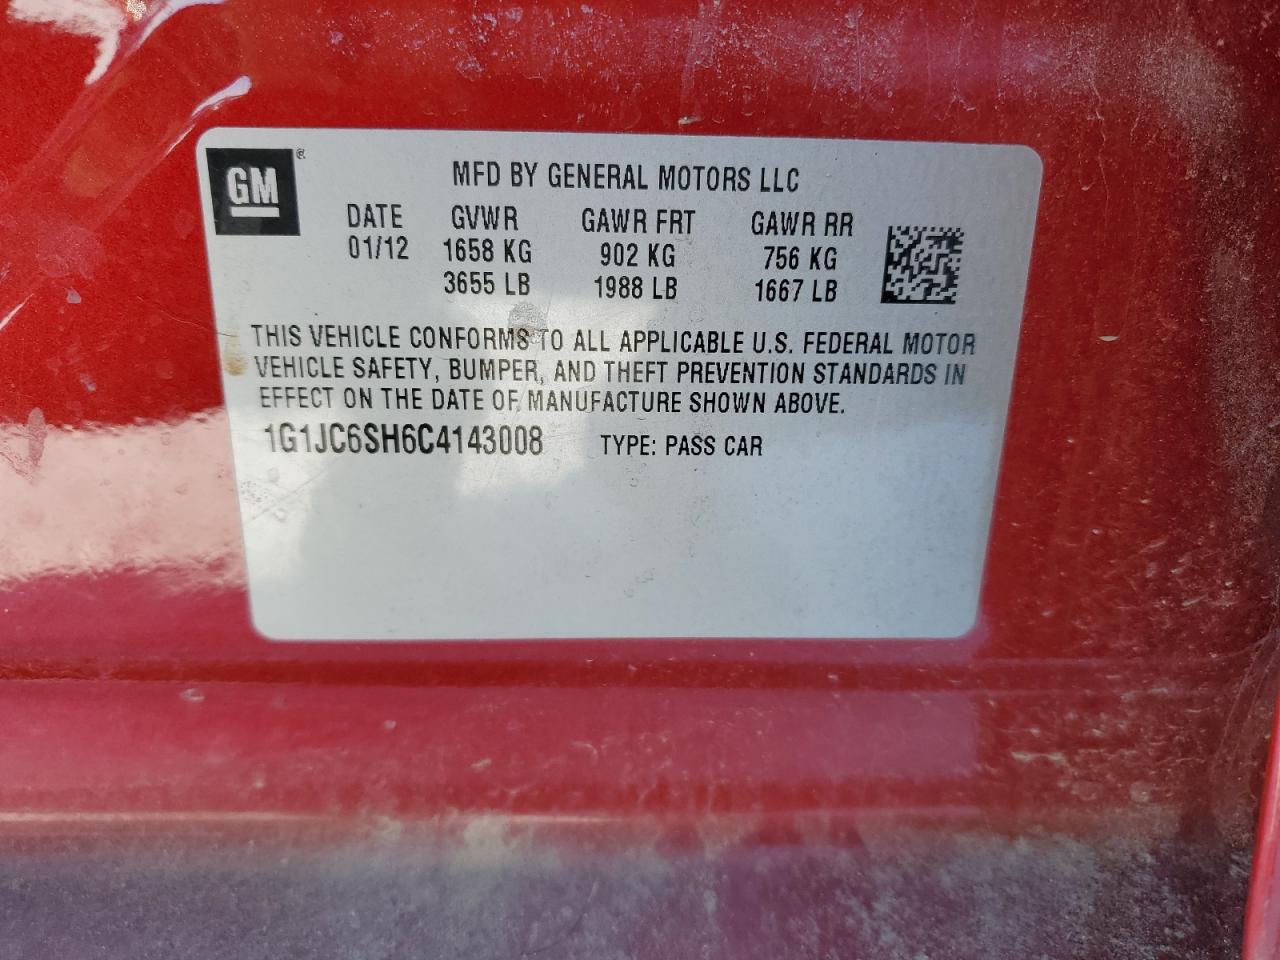 GM®
MFD BY GENERAL MOTORS LLC
DATE GVWR GAWR FRT GAWR RR
01/12 1658 KG 902 KG 756 KG
3655 LB 1988 LB 1667 LB
THIS VEHICLE CONFORMS TO ALL APPLICABLE U.S. FEDERAL MOTOR
VEHICLE SAFETY, BUMPER, AND THEFT PREVENTION STANDARDS IN
EFFECT ON THE DATE OF MANUFACTURE SHOWN ABOVE.
1G1JC6SH6C4143008 TYPE: PASS CAR